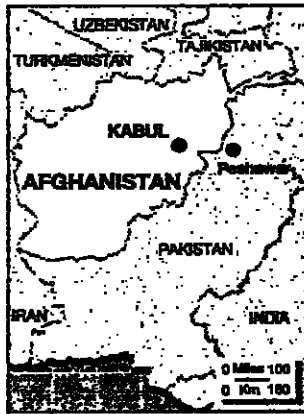 UZBEKISTAN
TAJIKISTAN
TURKMENISTAN
KABUL
Peshawar
AFGHANISTAN
PAKISTAN
IRAN
INDIA
0 Miles 100
0 Km 160